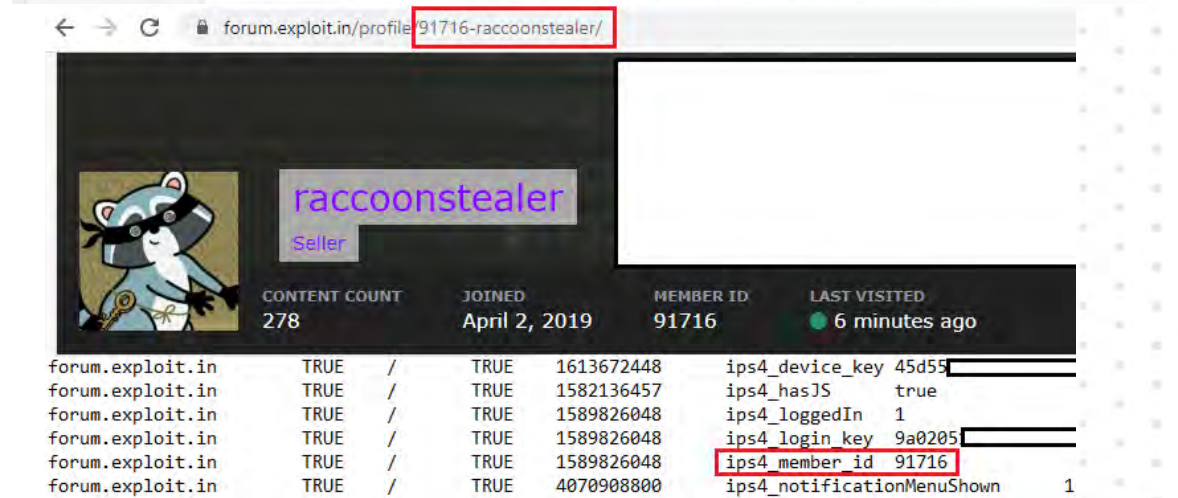 forum.exploit.in/profile/91716-raccoonstealer/
raccoonstealer
Seller
CONTENT COUNT JOINED MEMBER ID LAST VISITED
278 April 2, 2019 91716 6 minutes ago
forum.exploit.in TRUE / TRUE 1613672448 ips4_device_key 45d55
forum.exploit.in TRUE / TRUE 1582136457 ips4_hasJS true
forum.exploit.in TRUE / TRUE 1589826048 ips4_loggedIn 1
forum.exploit.in TRUE / TRUE 1589826048 ips4_login_key 9a0205
forum.exploit.in TRUE / TRUE 1589826048 ips4_member_id 91716
forum.exploit.in TRUE / TRUE 4070908800 ips4_notificationMenuShown 1